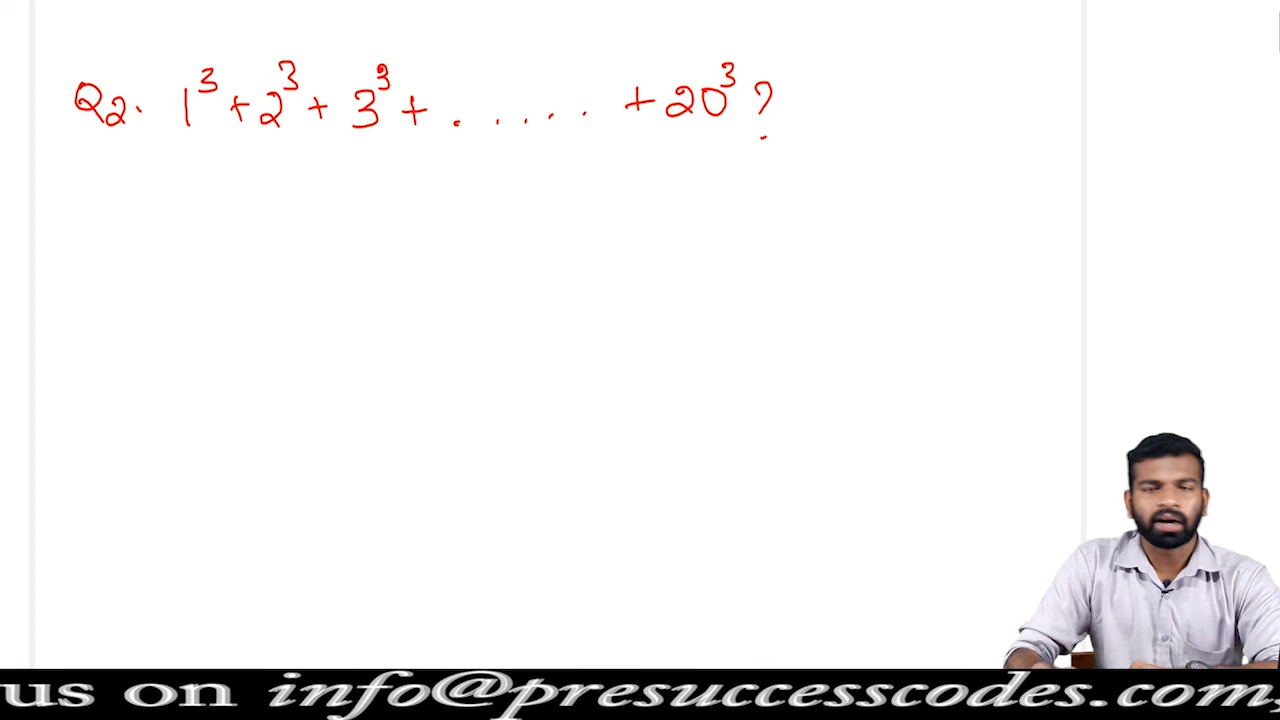 Q2. 1³ + 2³ + 3³ + . . . . . + 20³ ?
us on info@presuccesscodes.com,